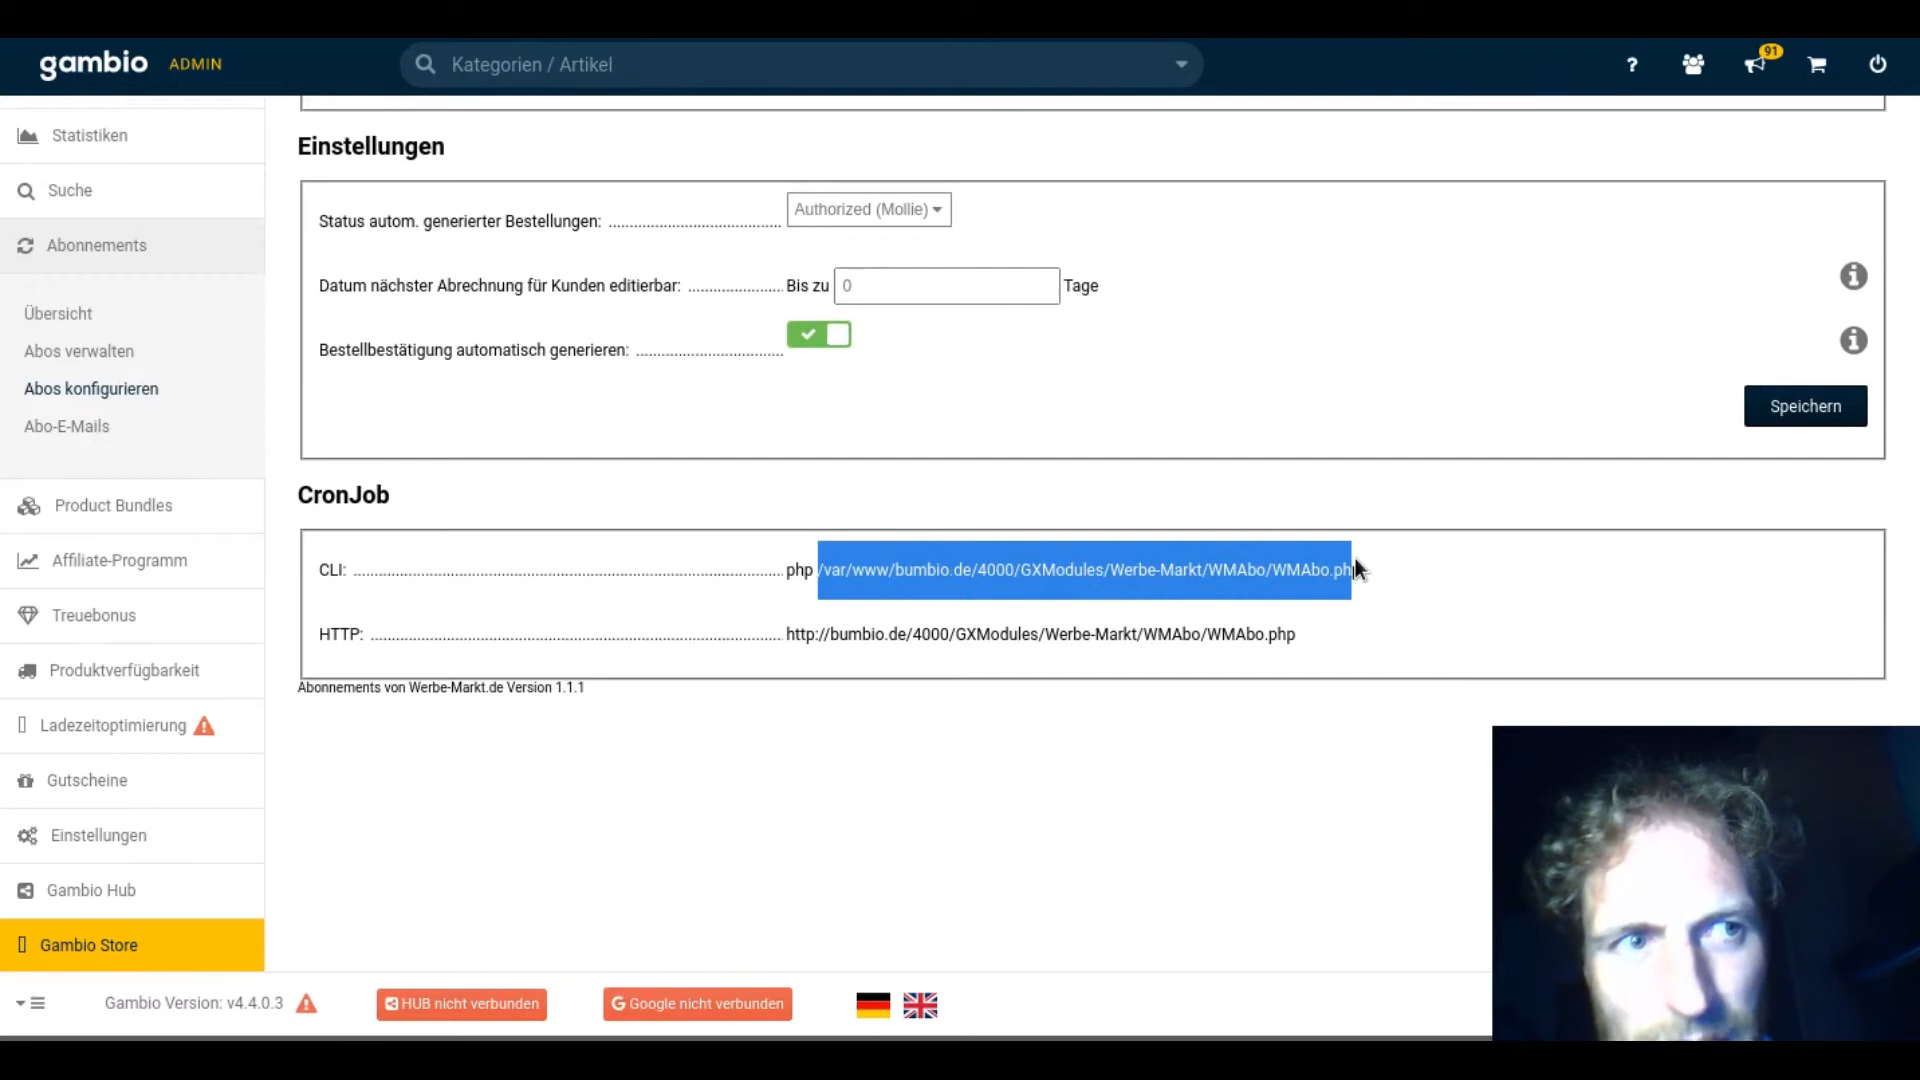 gambio ADMIN
Kategorien / Artikel
?
91
Statistiken
Suche
Abonnements
Übersicht
Abos verwalten
Abos konfigurieren
Abo-E-Mails
Product Bundles
Affiliate-Programm
Treuebonus
Produktverfügbarkeit
Ladezeitoptimierung
Gutscheine
Einstellungen
Gambio Hub
Gambio Store
Einstellungen
Status autom. generierter Bestellungen: Authorized (Mollie)
Datum nächster Abrechnung für Kunden editierbar: Bis zu 0 Tage
Bestellbestätigung automatisch generieren:
Speichern
CronJob
CLI: php /var/www/bumbio.de/4000/GXModules/Werbe-Markt/WMAbo/WMAbo.php
HTTP: http://bumbio.de/4000/GXModules/Werbe-Markt/WMAbo/WMAbo.php
Abonnements von Werbe-Markt.de Version 1.1.1
Gambio Version: v4.4.0.3
HUB nicht verbunden
Google nicht verbunden